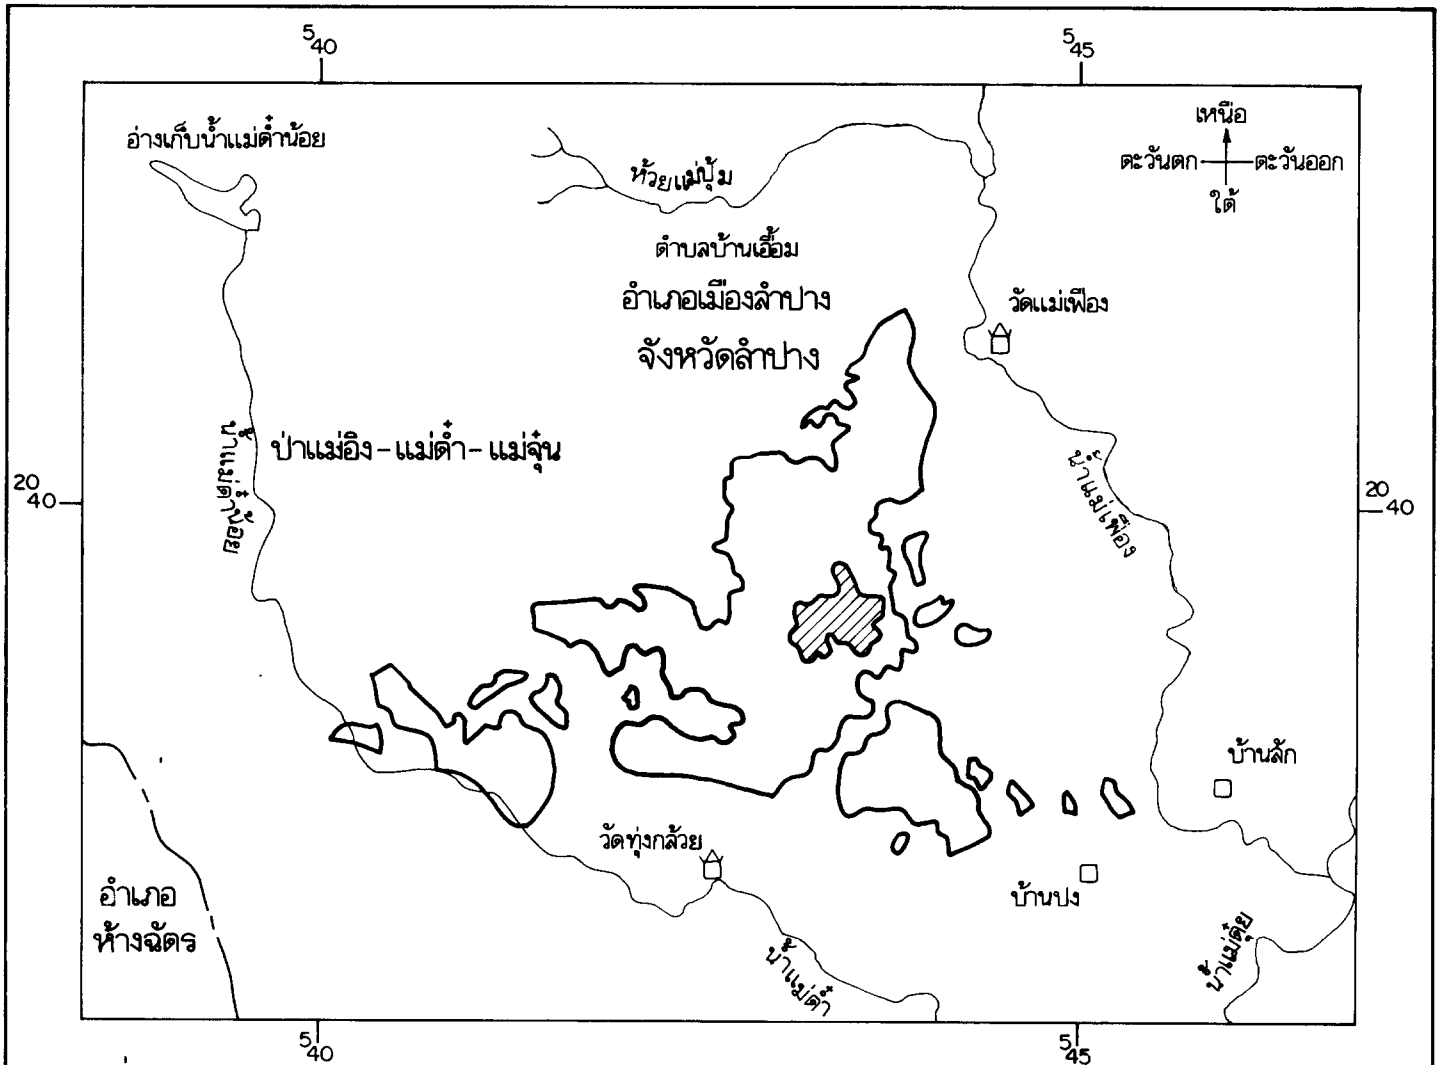 5 40
5 45
อ่างเก็บน้ำแม่ต๋ำน้อย
ห้วยแม่ปุ้ม
เหนือ
ตะวันตก ตะวันออก
ใต้
ตำบลบ้านเอื้อม
อำเภอเมืองลำปาง
จังหวัดลำปาง
วัดแม่เฟือง
ป่าแม่อิง-แม่ต๋ำ-แม่จุ๋น
น้ำแม่ต๋ำน้อย
น้ำแม่เฟือง
20 40
20 40
บ้านลัก
วัดทุ่งกล้วย
บ้านปง
อำเภอ
ห้างฉัตร
น้ำแม่ต๋ำ
น้ำแม่ตุ๋ย
5 40
5 45